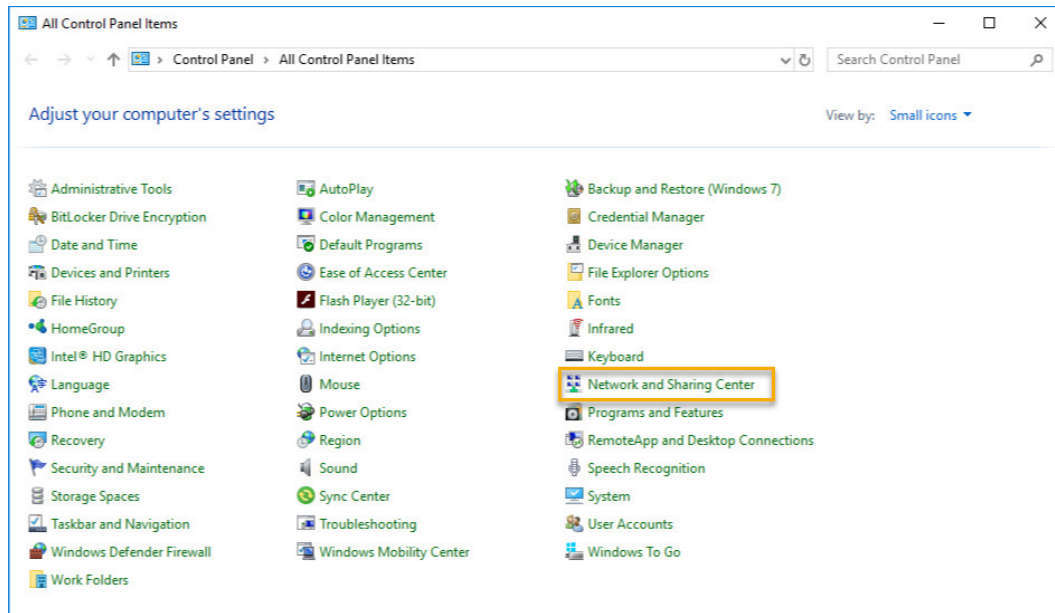 All Control Panel Items
Control Panel > All Control Panel Items
Search Control Panel
Adjust your computer's settings
View by: Small icons
Administrative Tools
AutoPlay
Backup and Restore (Windows 7)
BitLocker Drive Encryption
Color Management
Credential Manager
Date and Time
Default Programs
Device Manager
Devices and Printers
Ease of Access Center
File Explorer Options
File History
Flash Player (32-bit)
Fonts
HomeGroup
Indexing Options
Infrared
Intel® HD Graphics
Internet Options
Keyboard
Language
Mouse
Network and Sharing Center
Phone and Modem
Power Options
Programs and Features
Recovery
Region
RemoteApp and Desktop Connections
Security and Maintenance
Sound
Speech Recognition
Storage Spaces
Sync Center
System
Taskbar and Navigation
Troubleshooting
User Accounts
Windows Defender Firewall
Windows Mobility Center
Windows To Go
Work Folders